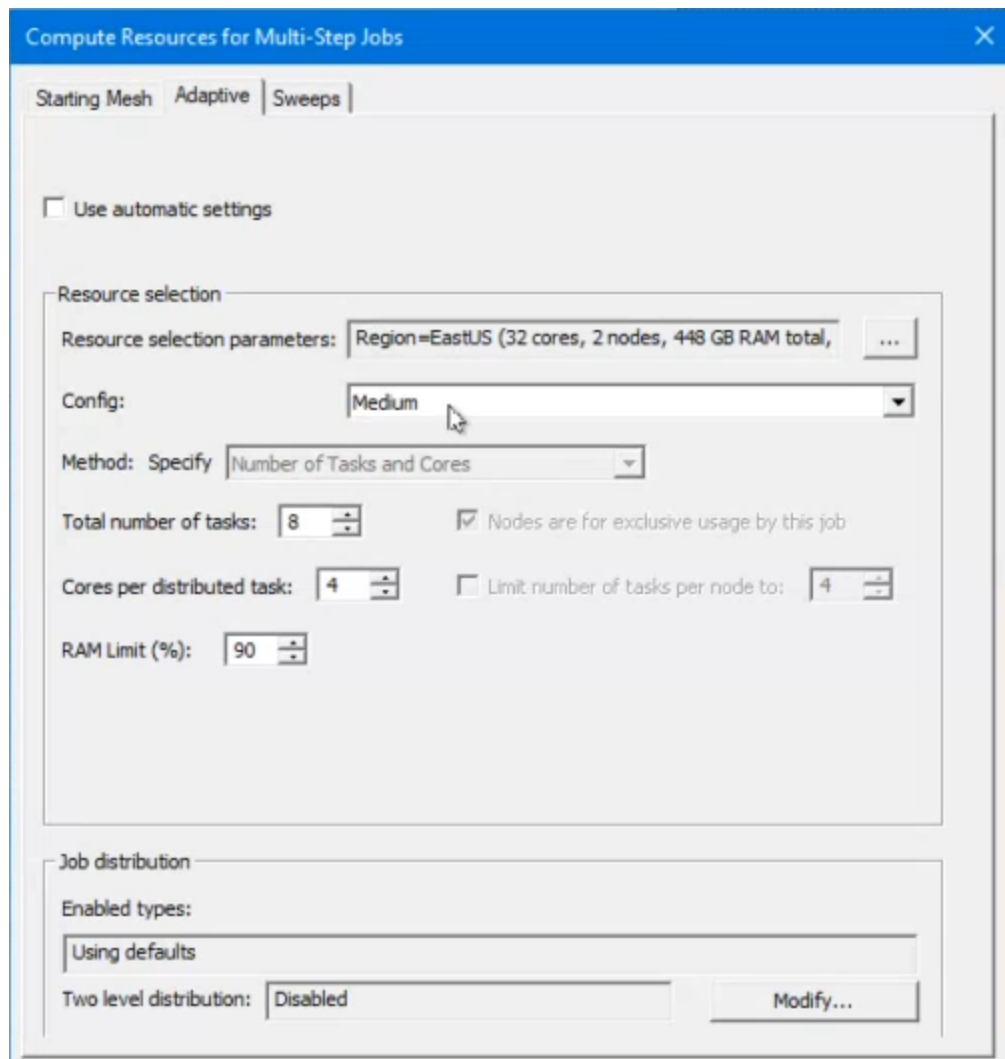 Compute Resources for Multi-Step Jobs
Starting Mesh Adaptive Sweeps
Use automatic settings
Resource selection
Resource selection parameters: Region=EastUS (32 cores, 2 nodes, 448 GB RAM total, ...
Config: Medium
Method: Specify Number of Tasks and Cores
Total number of tasks: 8 Nodes are for exclusive usage by this job
Cores per distributed task: 4 Limit number of tasks per node to: 4
RAM Limit (%): 90
Job distribution
Enabled types:
Using defaults
Two level distribution: Disabled Modify...